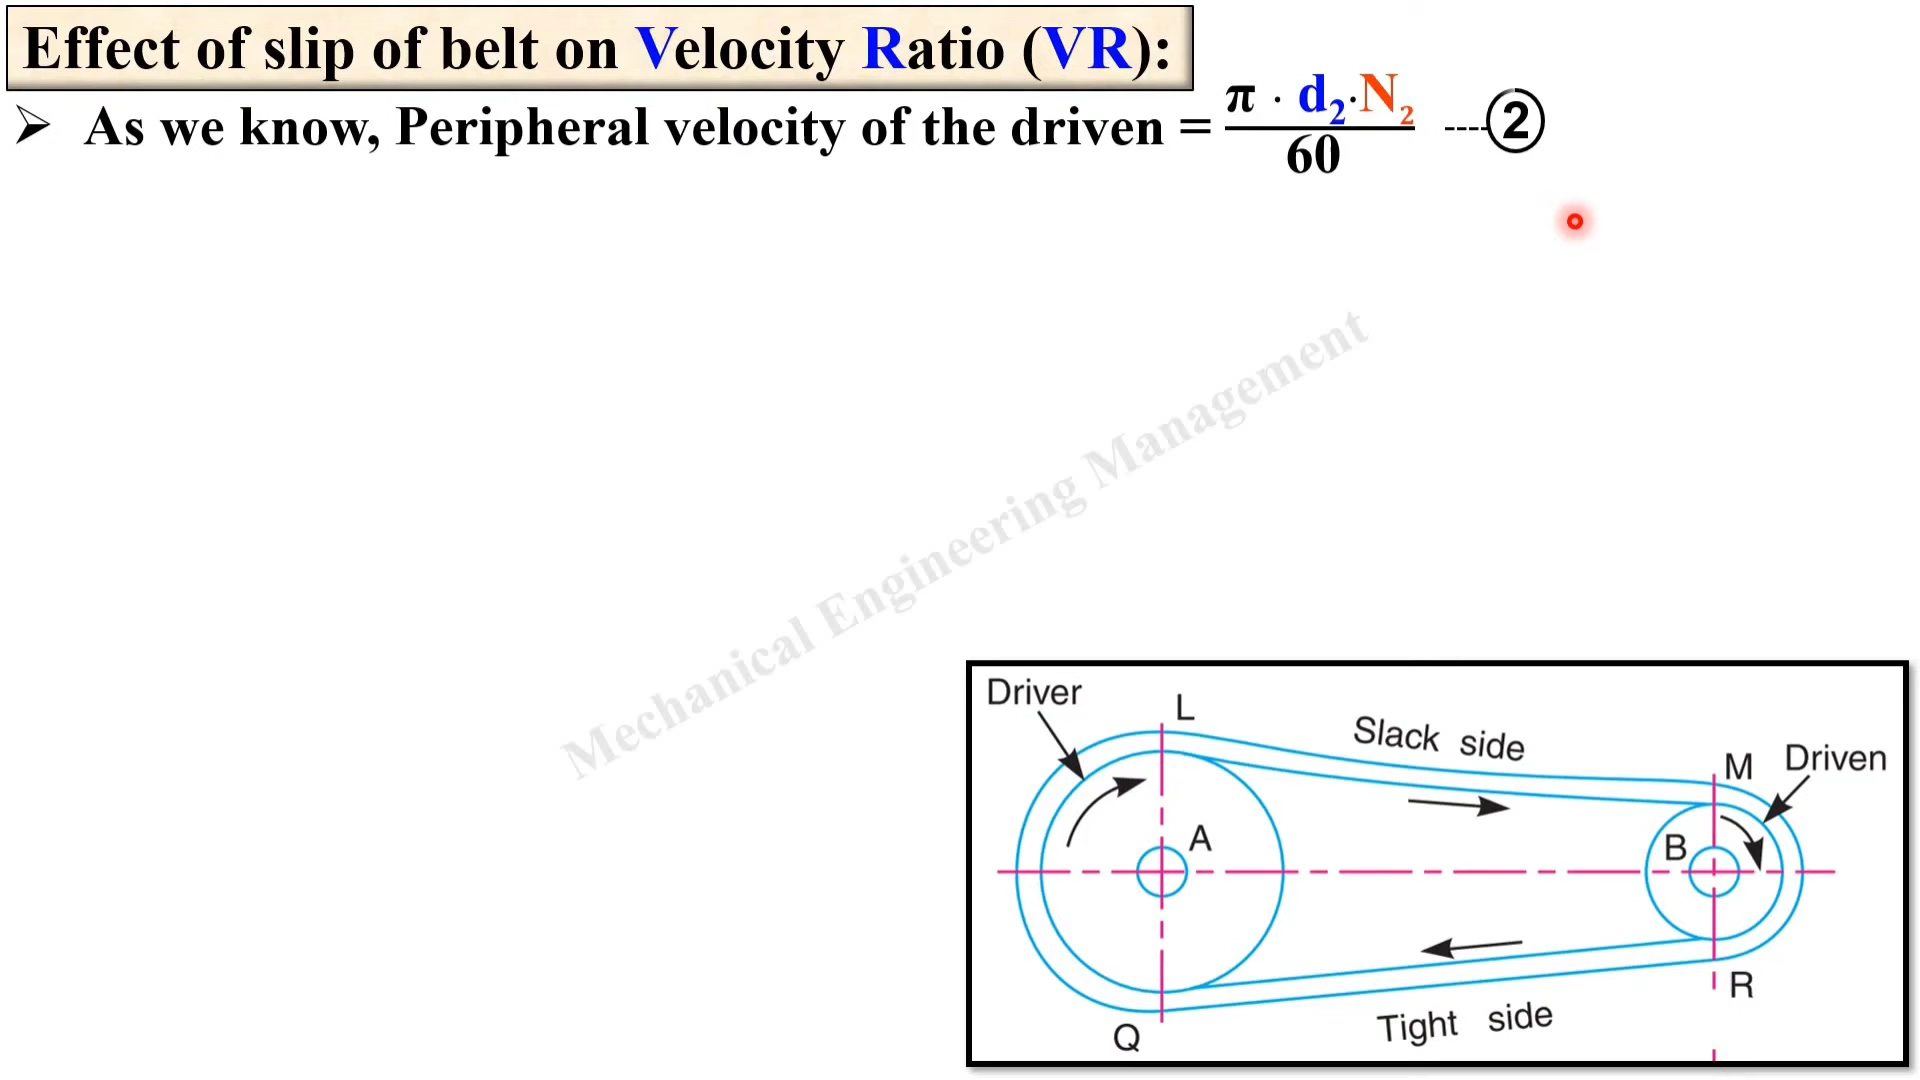 Effect of slip of belt on Velocity Ratio (VR):
➢ As we know, Peripheral velocity of the driven = π · d₂·N₂ / 60 ----②
Mechanical Engineering Management
Driver
L
Slack side
M
Driven
A
B
R
Tight side
Q